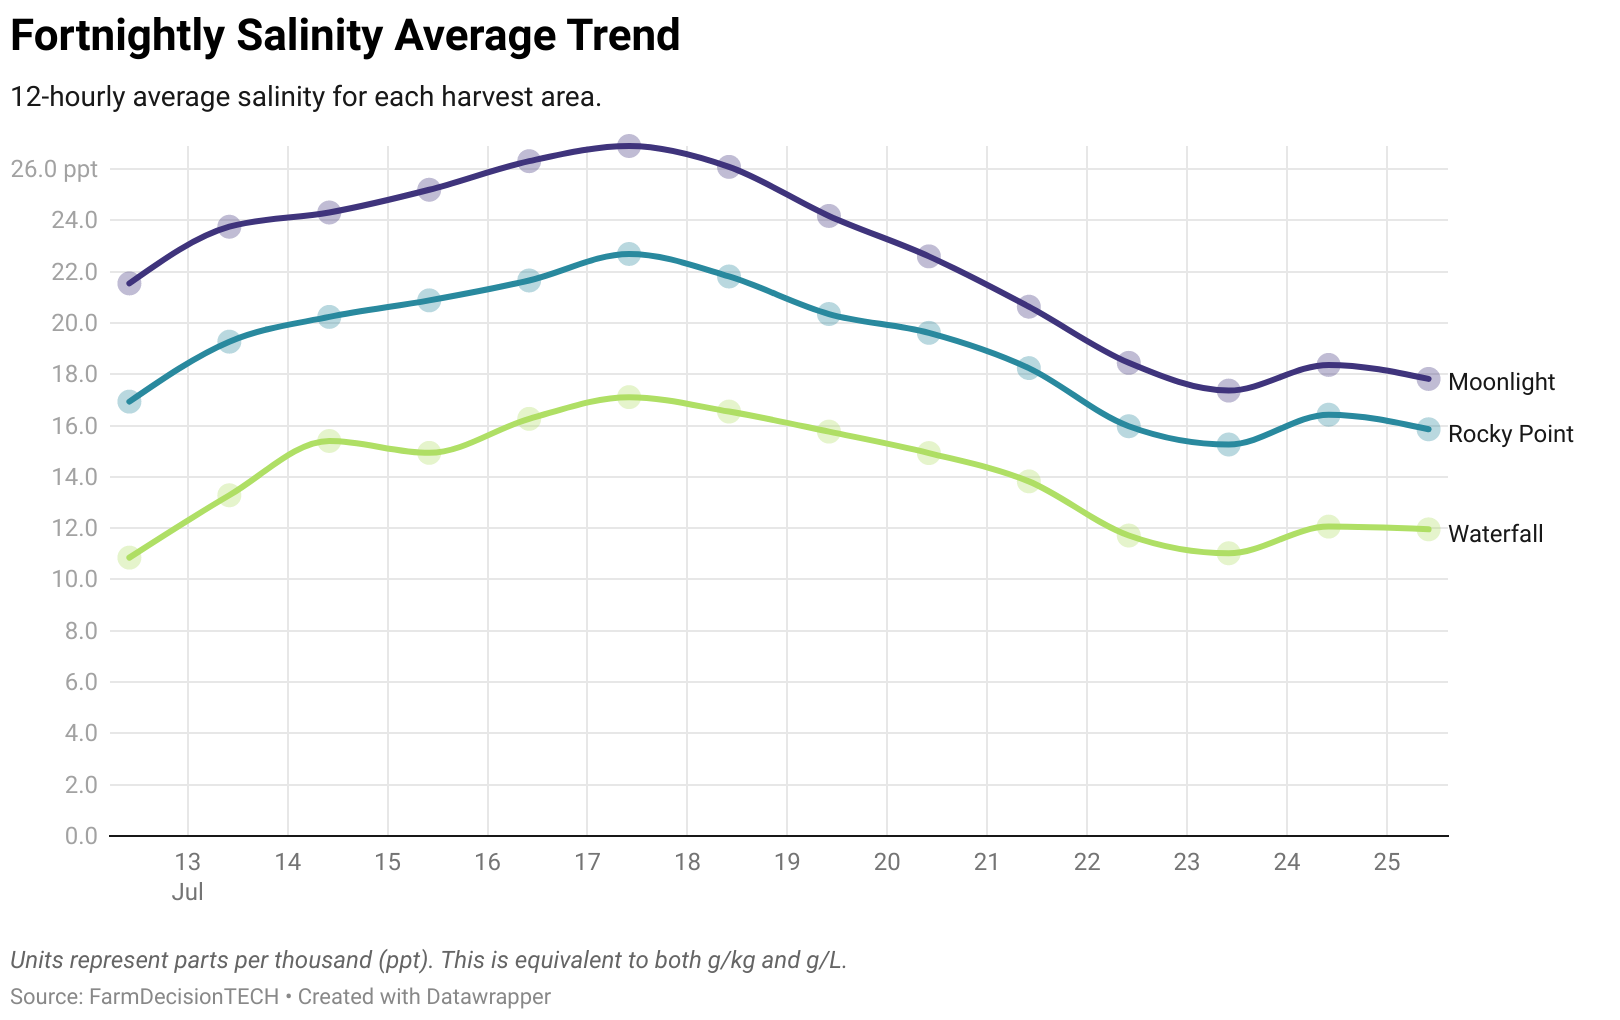 Fortnightly Salinity Average Trend
12-hourly average salinity for each harvest area.
26.0 ppt
24.0
22.0
20.0
18.0
16.0
14.0
12.0
10.0
8.0
6.0
4.0
2.0
0.0
Moonlight
Rocky Point
Waterfall
13 14 15 16 17 18 19 20 21 22 23 24 25
Jul
Units represent parts per thousand (ppt). This is equivalent to both g/kg and g/L.
Source: FarmDecisionTECH • Created with Datawrapper